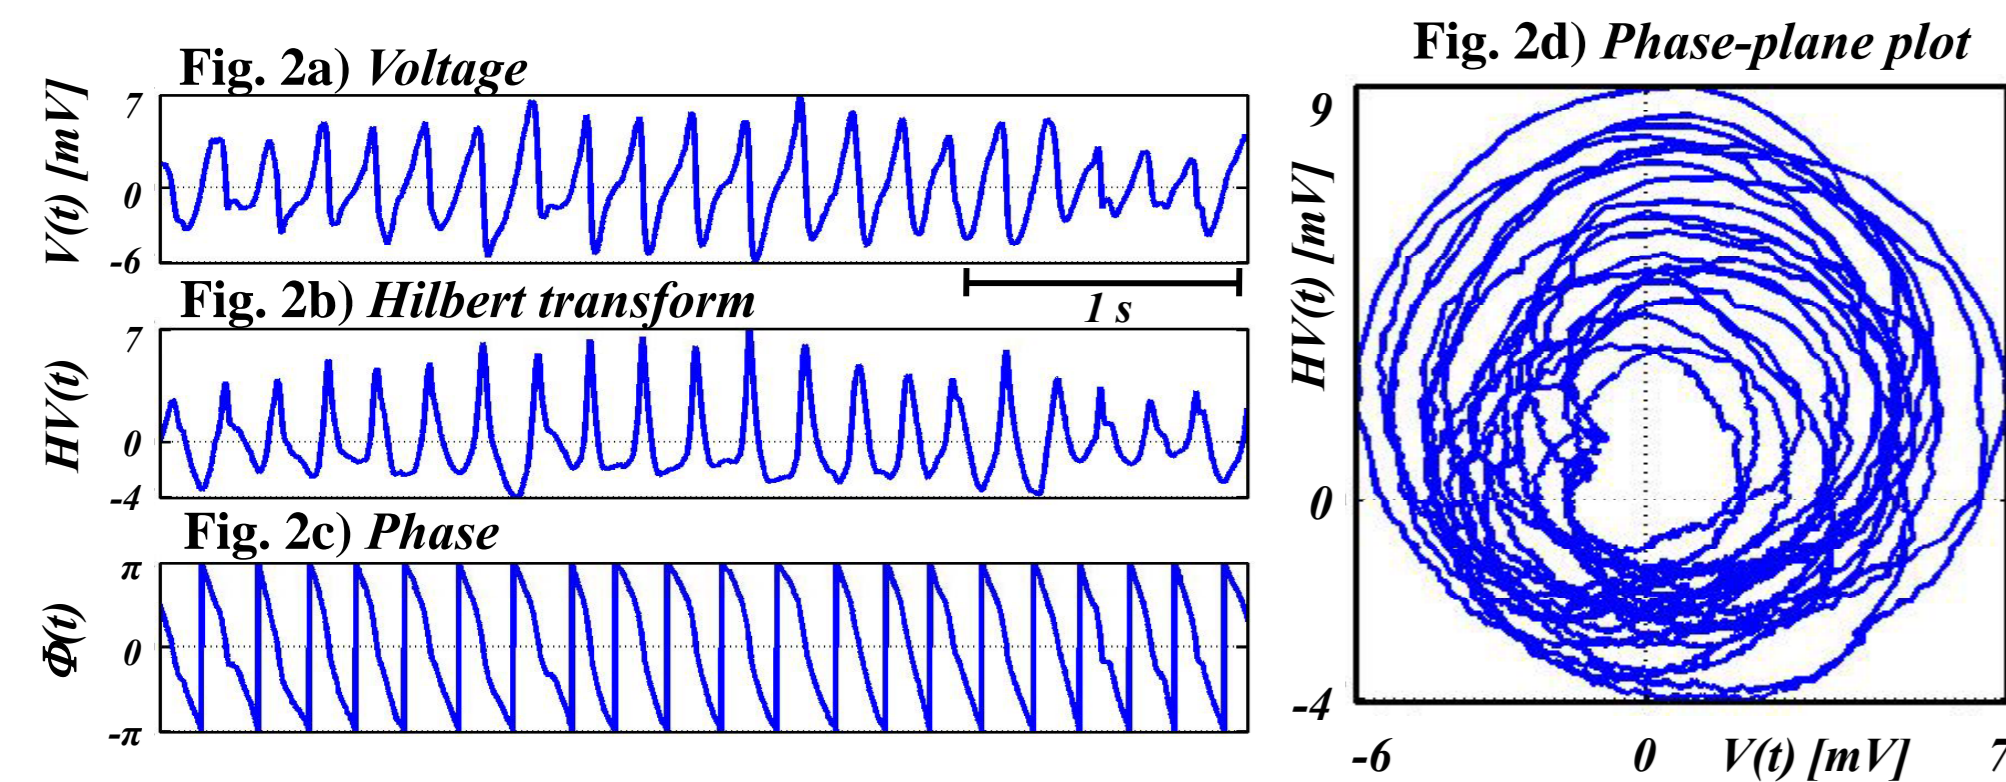 Fig. 2a) Voltage
7
0
-6
V(t) [mV]
1 s
Fig. 2b) Hilbert transform
7
0
-4
HV(t)
Fig. 2c) Phase
π
0
-π
Φ(t)
Fig. 2d) Phase-plane plot
9
0
-4
HV(t) [mV]
-6
0
V(t) [mV]
7